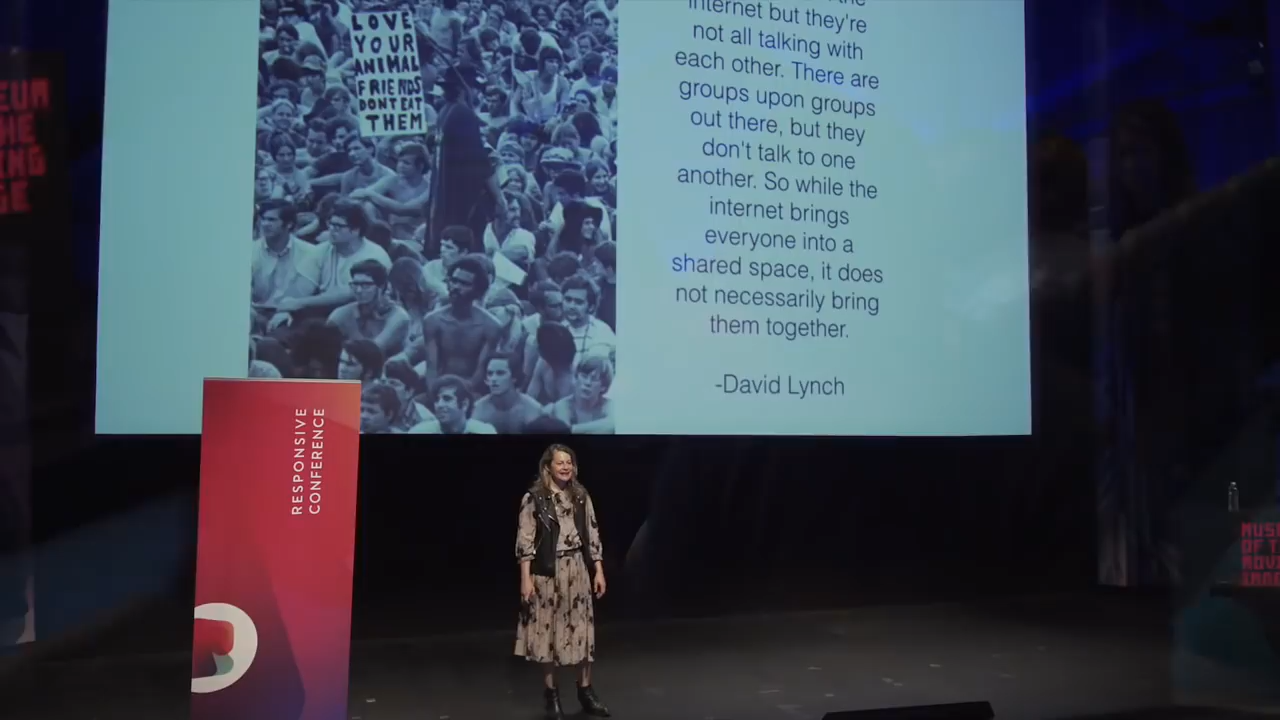 LOVE
YOUR
ANIMAL
FRIENDS
DONT EAT
THEM
internet but they're
not all talking with
each other. There are
groups upon groups
out there, but they
don't talk to one
another. So while the
internet brings
everyone into a
shared space, it does
not necessarily bring
them together.
-David Lynch
RESPONSIVE
CONFERENCE